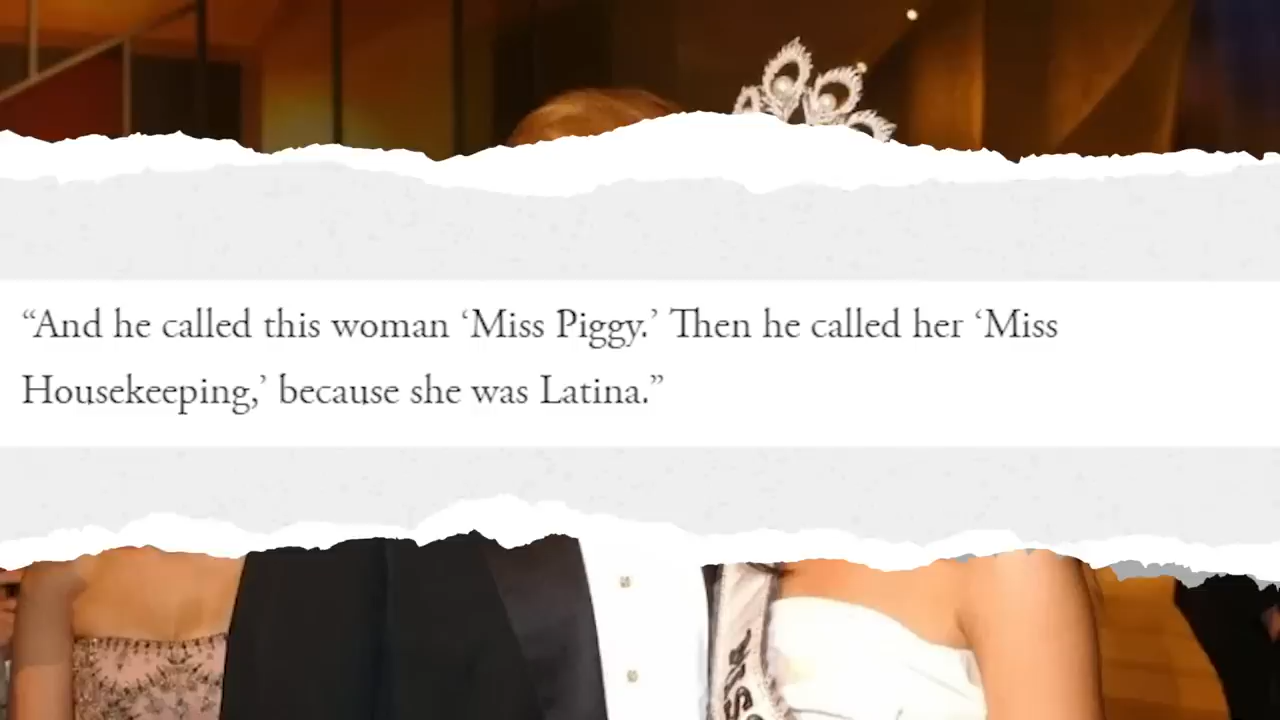 “And he called this woman ‘Miss Piggy.’ Then he called her ‘Miss
Housekeeping,’ because she was Latina.”